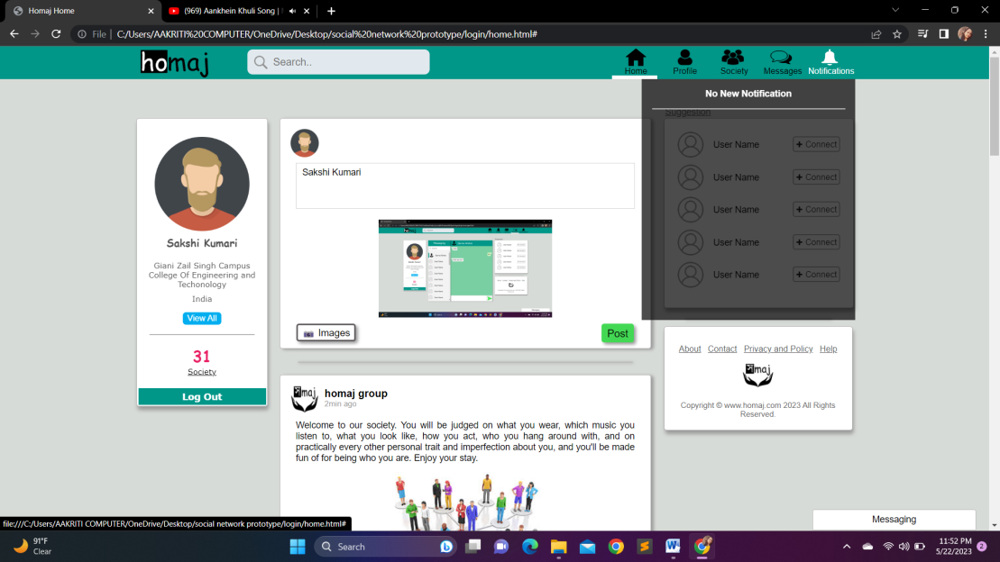 Homaj Home
(969) Aankhein Khuli Song |
File | C:/Users/AAKRITI%20COMPUTER/OneDrive/Desktop/social%20network%20prototype/login/home.html#
homaj
Search..
Home
Profile
Society
Messages
Notifications
No New Notification
Suggestion
User Name + Connect
User Name + Connect
User Name + Connect
User Name + Connect
User Name + Connect
Sakshi Kumari
Giani Zail Singh Campus
College Of Engineering and
Techonology
India
View All
31
Society
Log Out
Sakshi Kumari
Images
Post
homaj group
2min ago
Welcome to our society. You will be judged on what you wear, which music you
listen to, what you look like, how you act, who you hang around with, and on
practically every other personal trait and imperfection about you, and you'll be made
fun of for being who you are. Enjoy your stay.
About Contact Privacy and Policy Help
Copyright © www.homaj.com 2023 All Rights
Reserved.
Messaging
file:///C:/Users/AAKRITI COMPUTER/OneDrive/Desktop/social network prototype/login/home.html#
91°F
Clear
Search
11:52 PM
5/22/2023
2